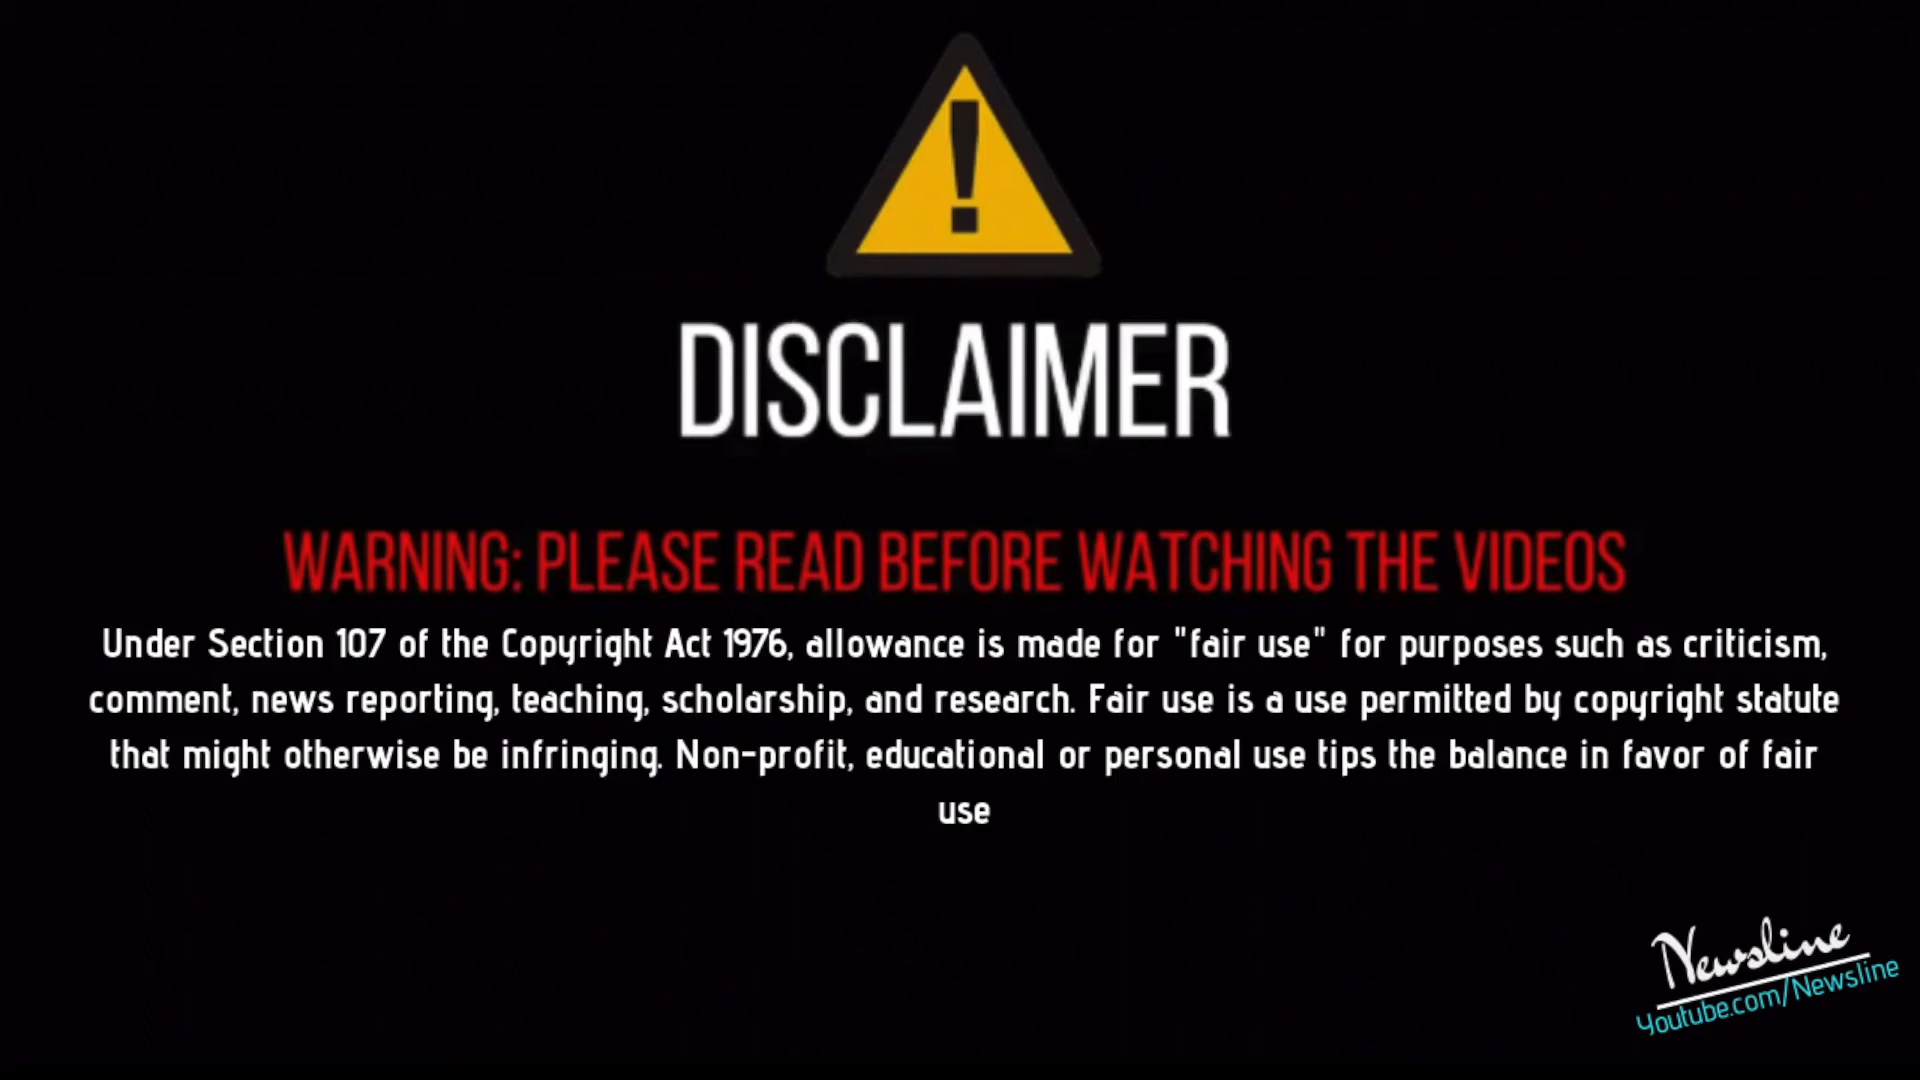 !
DISCLAIMER
WARNING: PLEASE READ BEFORE WATCHING THE VIDEOS
Under Section 107 of the Copyright Act 1976, allowance is made for "fair use" for purposes such as criticism,
comment, news reporting, teaching, scholarship, and research. Fair use is a use permitted by copyright statute
that might otherwise be infringing. Non-profit, educational or personal use tips the balance in favor of fair
use
Newsline
Youtube.com/Newsline